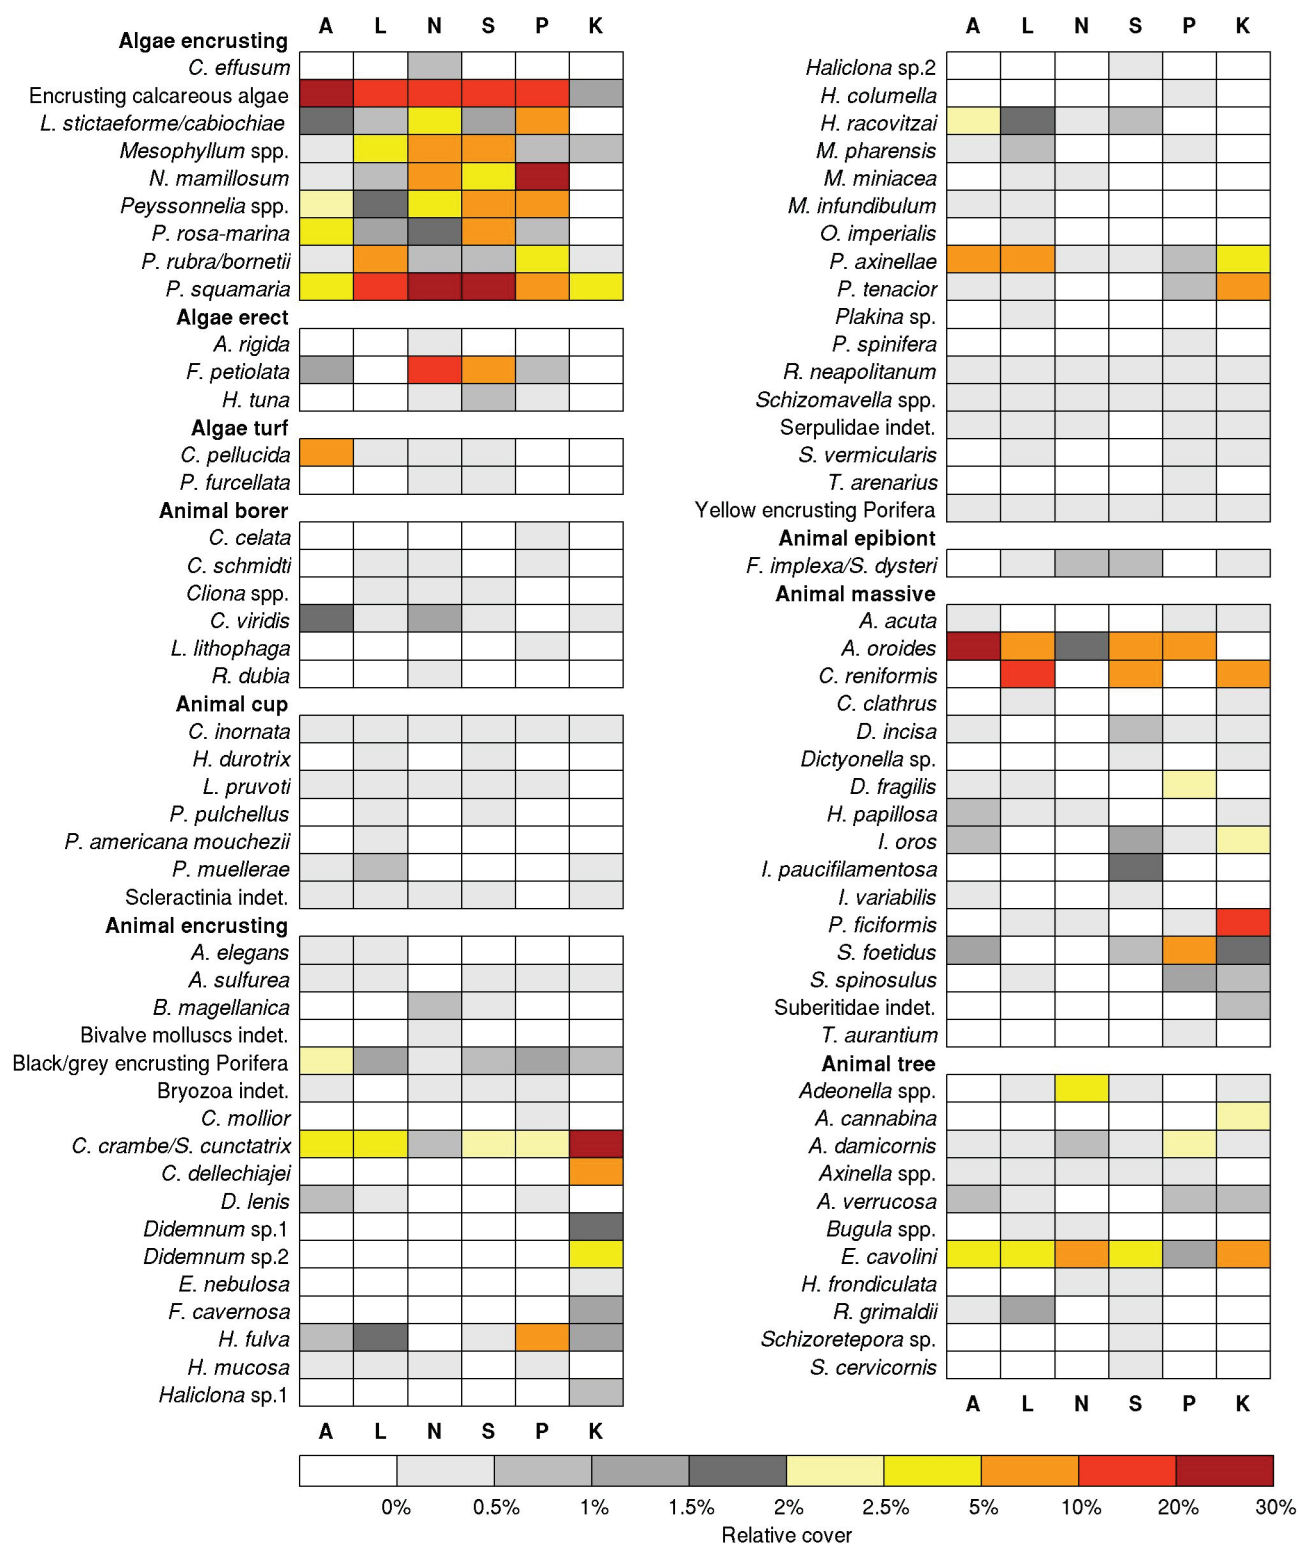 A L N S P K
Algae encrusting
C. effusum
Encrusting calcareous algae
L. stictaeforme/cabiochiae
Mesophyllum spp.
N. mamillosum
Peyssonnelia spp.
P. rosa-marina
P. rubra/bornetii
P. squamaria
Algae erect
A. rigida
F. petiolata
H. tuna
Algae turf
C. pellucida
P. furcellata
Animal borer
C. celata
C. schmidti
Cliona spp.
C. viridis
L. lithophaga
R. dubia
Animal cup
C. inornata
H. durotrix
L. pruvoti
P. pulchellus
P. americana mouchezii
P. muellerae
Scleractinia indet.
Animal encrusting
A. elegans
A. sulfurea
B. magellanica
Bivalve molluscs indet.
Black/grey encrusting Porifera
Bryozoa indet.
C. mollior
C. crambe/S. cunctatrix
C. dellechiajei
D. lenis
Didemnum sp.1
Didemnum sp.2
E. nebulosa
F. cavernosa
H. fulva
H. mucosa
Haliclona sp.1
A L N S P K
A L N S P K
Haliclona sp.2
H. columella
H. racovitzai
M. pharensis
M. miniacea
M. infundibulum
O. imperialis
P. axinellae
P. tenacior
Plakina sp.
P. spinifera
R. neapolitanum
Schizomavella spp.
Serpulidae indet.
S. vermicularis
T. arenarius
Yellow encrusting Porifera
Animal epibiont
F. implexa/S. dysteri
Animal massive
A. acuta
A. oroides
C. reniformis
C. clathrus
D. incisa
Dictyonella sp.
D. fragilis
H. papillosa
I. oros
I. paucifilamentosa
I. variabilis
P. ficiformis
S. foetidus
S. spinosulus
Suberitidae indet.
T. aurantium
Animal tree
Adeonella spp.
A. cannabina
A. damicornis
Axinella spp.
A. verrucosa
Bugula spp.
E. cavolini
H. frondiculata
R. grimaldii
Schizoretepora sp.
S. cervicornis
A L N S P K
0% 0.5% 1% 1.5% 2% 2.5% 5% 10% 20% 30%
Relative cover